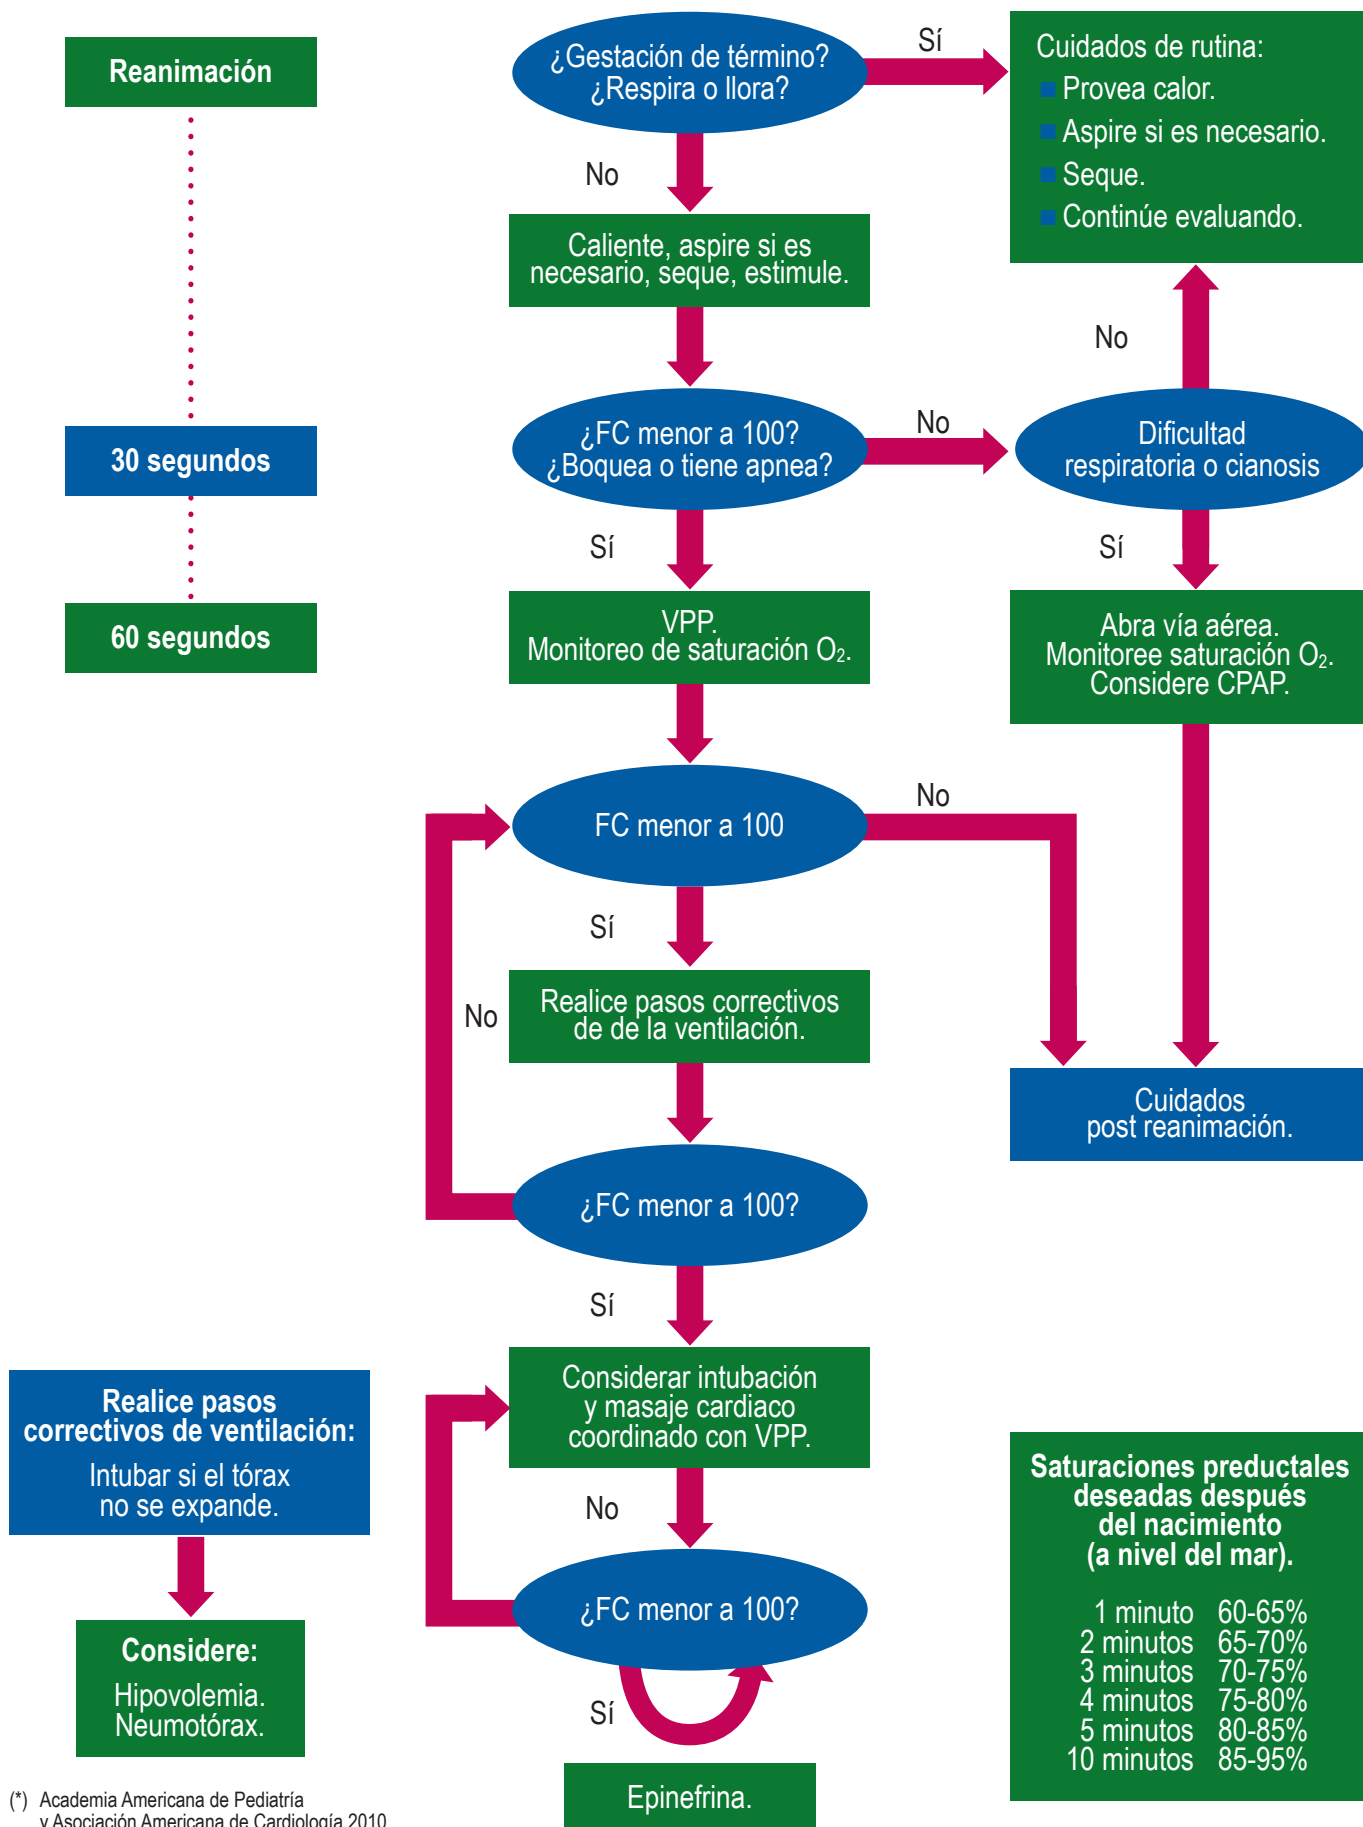 Reanimación
30 segundos
60 segundos
¿Gestación de término?
¿Respira o llora?
Sí
Cuidados de rutina:
Provea calor.
Aspire si es necesario.
Seque.
Continúe evaluando.
No
Caliente, aspire si es
necesario, seque, estimule.
No
¿FC menor a 100?
¿Boquea o tiene apnea?
No
Dificultad
respiratoria o cianosis
Sí
Sí
VPP.
Monitoreo de saturación O₂.
Abra vía aérea.
Monitoree saturación O₂.
Considere CPAP.
FC menor a 100
No
Sí
No
Realice pasos correctivos
de de la ventilación.
Cuidados
post reanimación.
¿FC menor a 100?
Sí
Considerar intubación
y masaje cardiaco
coordinado con VPP.
No
¿FC menor a 100?
Sí
Epinefrina.
Realice pasos
correctivos de ventilación:
Intubar si el tórax
no se expande.
Considere:
Hipovolemia.
Neumotórax.
Saturaciones preductales
deseadas después
del nacimiento
(a nivel del mar).
1 minuto 60-65%
2 minutos 65-70%
3 minutos 70-75%
4 minutos 75-80%
5 minutos 80-85%
10 minutos 85-95%
(*) Academia Americana de Pediatría
y Asociación Americana de Cardiología 2010